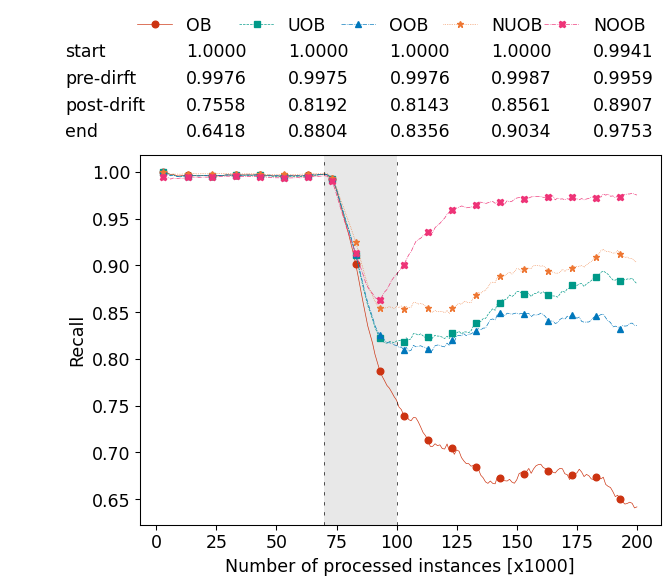 OB UOB OOB NUOB NOOB
start 1.0000 1.0000 1.0000 1.0000 0.9941
pre-dirft 0.9976 0.9975 0.9976 0.9987 0.9959
post-drift 0.7558 0.8192 0.8143 0.8561 0.8907
end 0.6418 0.8804 0.8356 0.9034 0.9753
1.00
0.95
0.90
0.85
0.80
0.75
0.70
0.65
Recall
0 25 50 75 100 125 150 175 200
Number of processed instances [x1000]